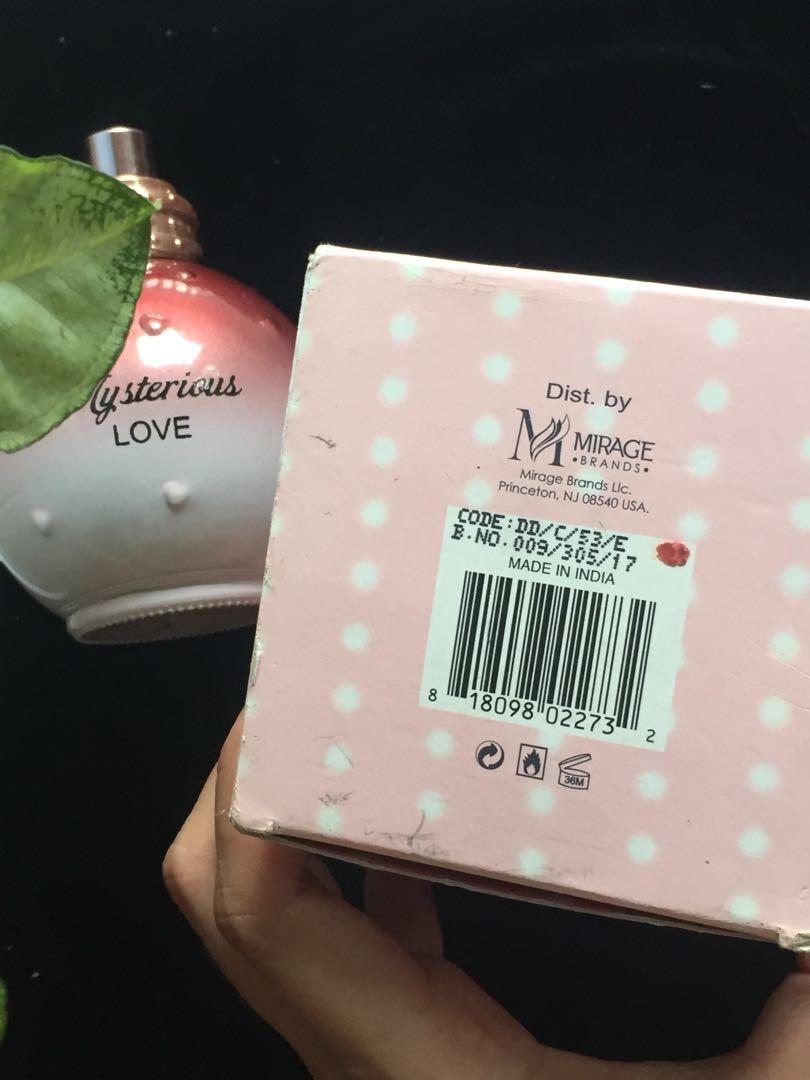 Mysterious
LOVE
Dist. by
MIRAGE
•BRANDS•
Mirage Brands Llc.
Princeton, NJ 08540 USA.
CODE:DD/C/53/E
B.NO.009/305/17
MADE IN INDIA
8 18098 02273 2
36M